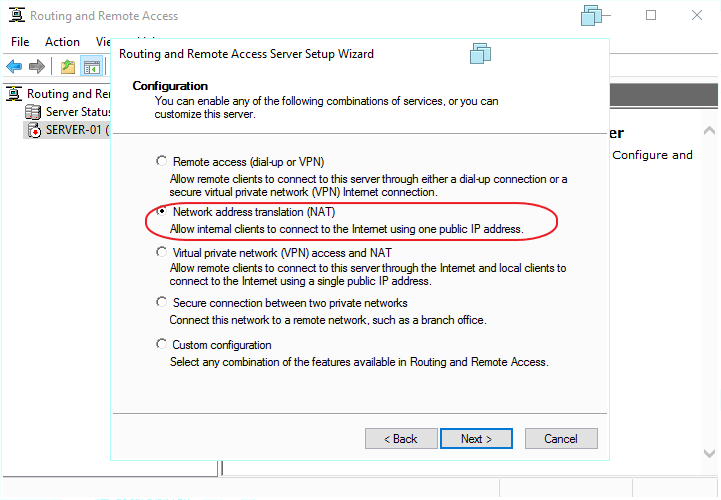 Routing and Remote Access
File Action
Routing and Remote Access Server Setup Wizard
Configuration
You can enable any of the following combinations of services, or you can
customize this server.
Routing and
Server Status
SERVER-01 (
Configure and
Remote access (dial-up or VPN)
Allow remote clients to connect to this server through either a dial-up connection or a
secure virtual private network (VPN) Internet connection.
Network address translation (NAT)
Allow internal clients to connect to the Internet using one public IP address.
Virtual private network (VPN) access and NAT
Allow remote clients to connect to this server through the Internet and local clients to
connect to the Internet using a single public IP address.
Secure connection between two private networks
Connect this network to a remote network, such as a branch office.
Custom configuration
Select any combination of the features available in Routing and Remote Access.
< Back Next > Cancel